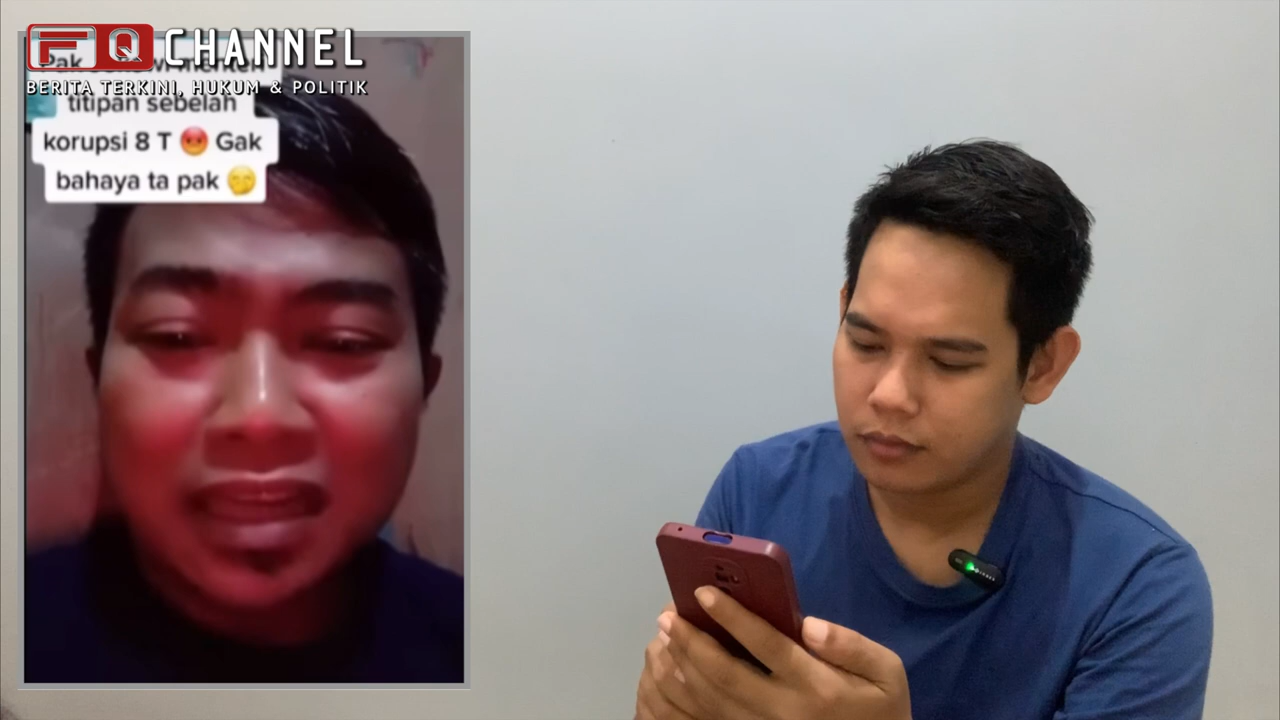 FQ CHANNEL
BERITA TERKINI, HUKUM & POLITIK
titipan sebelah
korupsi 8 T 😡 Gak
bahaya ta pak 🤭